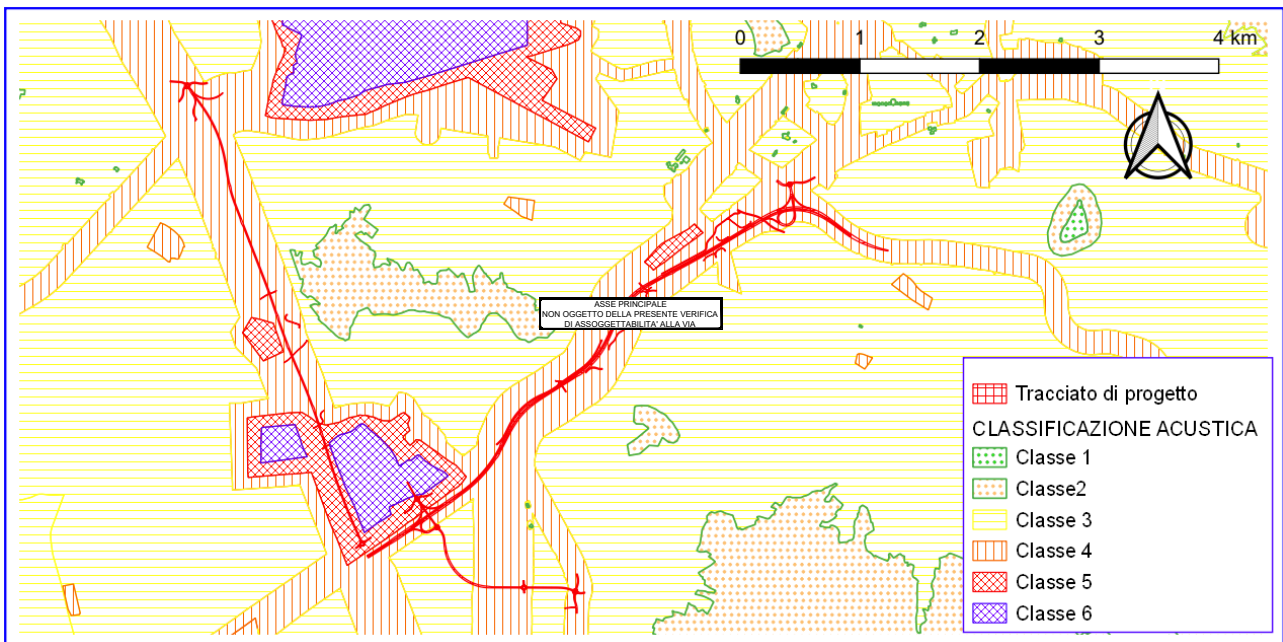 0 1 2 3 4 km
ASSE PRINCIPALE
NON OGGETTO DELLA PRESENTE VERIFICA
DI ASSOGGETTABILITA' ALLA VIA
Tracciato di progetto
CLASSIFICAZIONE ACUSTICA
Classe 1
Classe2
Classe 3
Classe 4
Classe 5
Classe 6